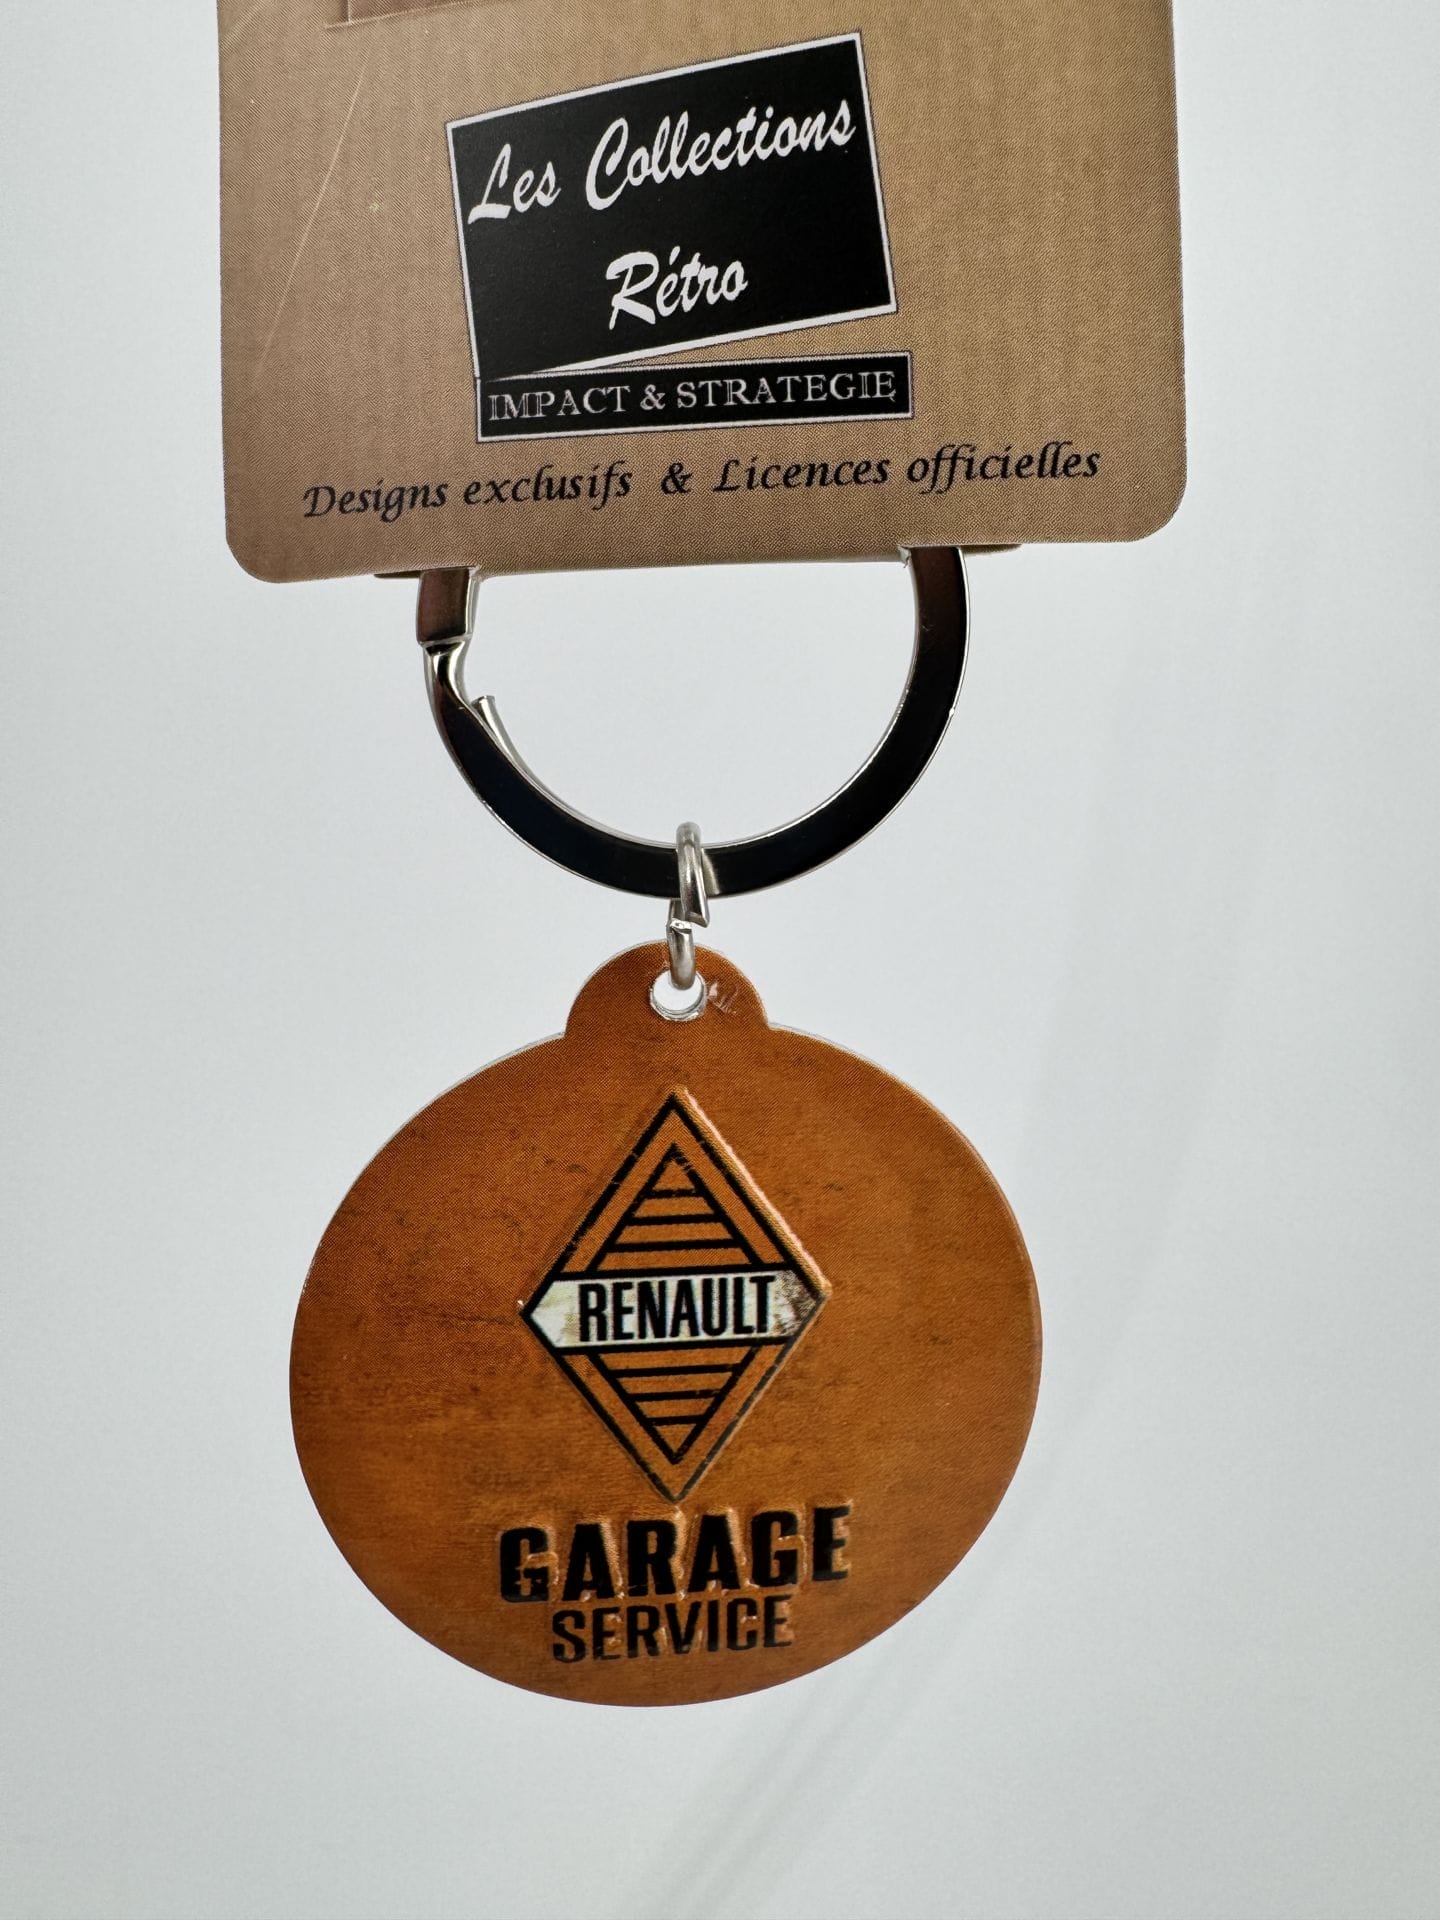 Les Collections
Rétro
IMPACT & STRATEGIE
Designs exclusifs & Licences officielles
RENAULT
GARAGE
SERVICE